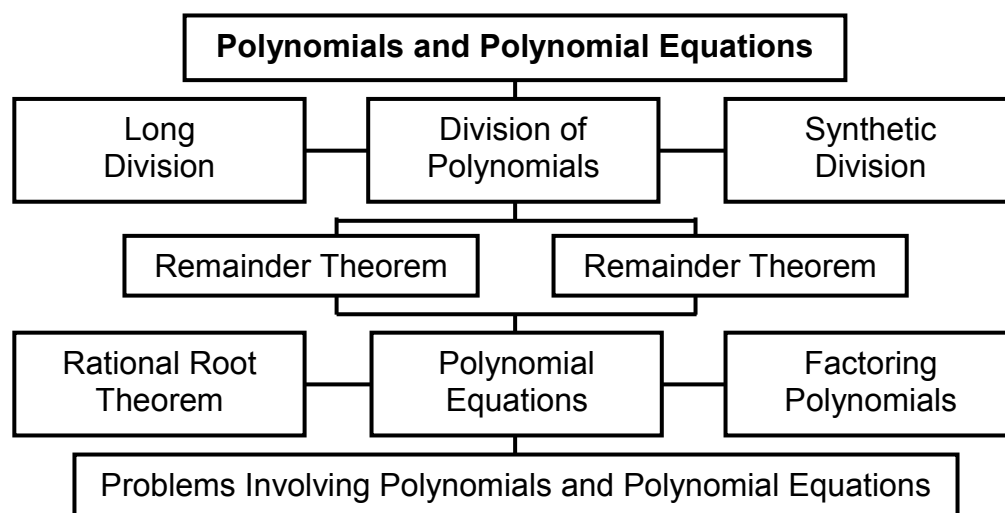 Polynomials and Polynomial Equations
Long
Division
Division of
Polynomials
Synthetic
Division
Remainder Theorem
Remainder Theorem
Rational Root
Theorem
Polynomial
Equations
Factoring
Polynomials
Problems Involving Polynomials and Polynomial Equations